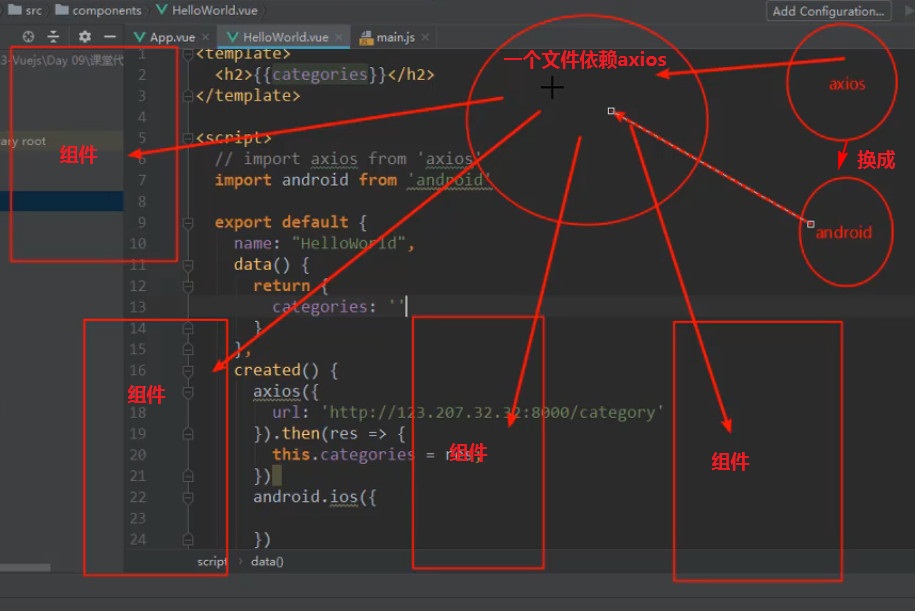 src components HelloWorld.vue Add Configuration...
App.vue HelloWorld.vue main.js
3-Vuejs\Day 09\课堂代
ary root
1 <template>
2 <h2>{{categories}}</h2>
3 </template>
4
5 <script>
6 // import axios from 'axios'
7 import android from 'android'
8
9 export default {
10 name: "HelloWorld",
11 data() {
12 return {
13 categories: ''
14 }
15 },
16 created() {
axios({
18 url: 'http://123.207.32.32:8000/category'
19 }).then(res => {
20 this.categories = res;
21 })
22 android.ios({
23
24 })
script › data()
一个文件依赖axios
axios
换成
android
组件
组件
组件
组件